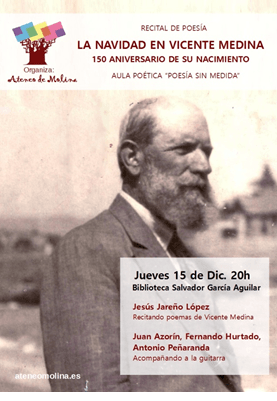 RECITAL DE POESÍA
LA NAVIDAD EN VICENTE MEDINA
150 ANIVERSARIO DE SU NACIMIENTO
AULA POÉTICA "POESÍA SIN MEDIDA"
Organiza:
Ateneo de Molina
Jueves 15 de Dic. 20h
Biblioteca Salvador García Aguilar
Jesús Jareño López
Recitando poemas de Vicente Medina
Juan Azorín, Fernando Hurtado,
Antonio Peñaranda
Acompañando a la guitarra
ateneomolina.es